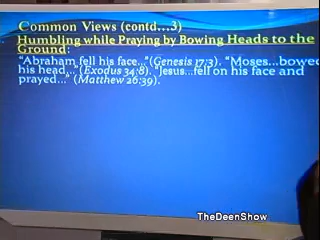 Common Views (contd...3)
Humbling while Praying by Bowing Heads to the
Ground:
"Abraham fell his face..."(Genesis 17:3). "Moses...bowed
his head..."(Exodus 34:8). "Jesus...fell on his face and
prayed..." (Matthew 26:39).
TheDeenShow